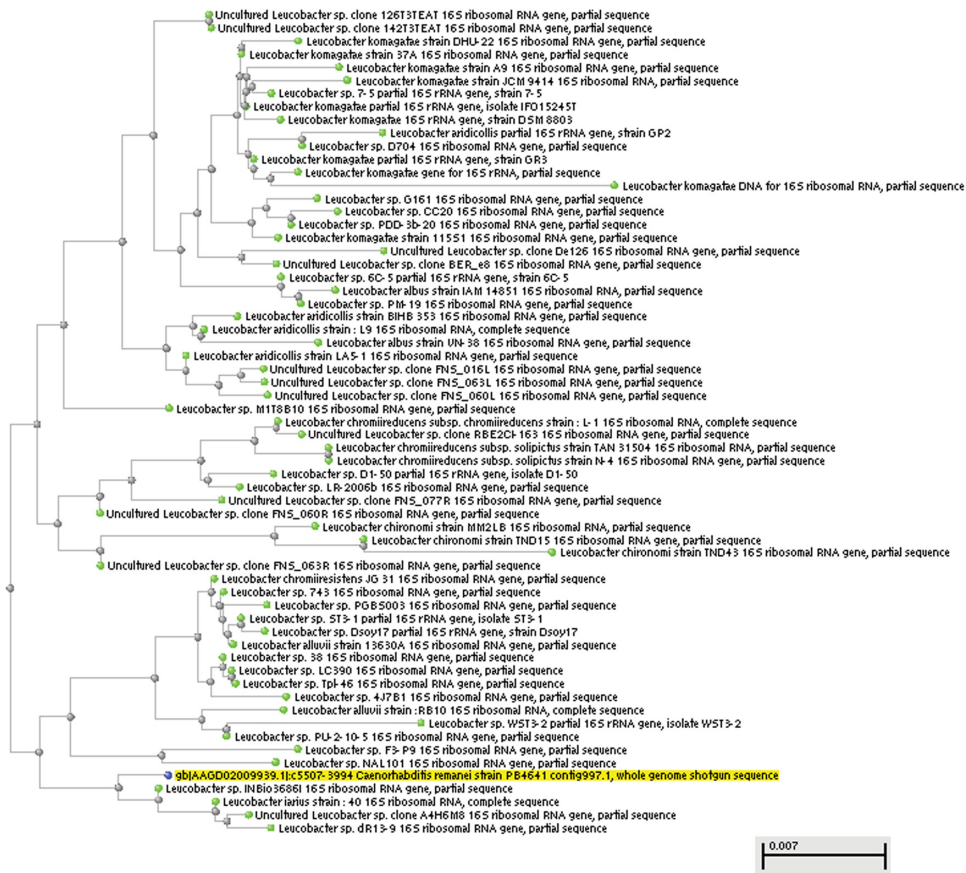 Uncultured Leucobacter sp. clone 126T3TEAT 16S ribosomal RNA gene, partial sequence
Uncultured Leucobacter sp. clone 142T3TEAT 16S ribosomal RNA gene, partial sequence
Leucobacter komagatae strain DHU-22 16S ribosomal RNA gene, partial sequence
Leucobacter komagatae strain 37A 16S ribosomal RNA gene, partial sequence
Leucobacter komagatae strain A9 16S ribosomal RNA gene, partial sequence
Leucobacter komagatae strain JCM 9414 16S ribosomal RNA gene, partial sequence
Leucobacter sp. 7-5 partial 16S rRNA gene, strain 7-5
Leucobacter komagatae partial 16S rRNA gene, isolate IFO15245T
Leucobacter komagatae 16S rRNA gene, strain DSM 8803
Leucobacter aridicollis partial 16S rRNA gene, strain GP2
Leucobacter sp. D704 16S ribosomal RNA gene, partial sequence
Leucobacter komagatae partial 16S rRNA gene, strain GR3
Leucobacter komagatae gene for 16S rRNA, partial sequence
Leucobacter komagatae DNA for 16S ribosomal RNA, partial sequence
Leucobacter sp. G161 16S ribosomal RNA gene, partial sequence
Leucobacter sp. CC20 16S ribosomal RNA gene, partial sequence
Leucobacter sp. PDD-3b-20 16S ribosomal RNA gene, partial sequence
Leucobacter komagatae strain 11551 16S ribosomal RNA gene, partial sequence
Uncultured Leucobacter sp. clone De126 16S ribosomal RNA gene, partial sequence
Uncultured Leucobacter sp. clone BER_e8 16S ribosomal RNA gene, partial sequence
Leucobacter sp. 6C-5 partial 16S rRNA gene, strain 6C-5
Leucobacter albus strain IAM 14851 16S ribosomal RNA, partial sequence
Leucobacter sp. PM-19 16S ribosomal RNA gene, partial sequence
Leucobacter aridicollis strain BIHB 353 16S ribosomal RNA gene, partial sequence
Leucobacter aridicollis strain : L9 16S ribosomal RNA, complete sequence
Leucobacter albus strain VN-38 16S ribosomal RNA gene, partial sequence
Leucobacter aridicollis strain LA5-1 16S ribosomal RNA gene, partial sequence
Uncultured Leucobacter sp. clone FNS_016L 16S ribosomal RNA gene, partial sequence
Uncultured Leucobacter sp. clone FNS_063L 16S ribosomal RNA gene, partial sequence
Uncultured Leucobacter sp. clone FNS_060L 16S ribosomal RNA gene, partial sequence
Leucobacter sp. M1T8B10 16S ribosomal RNA gene, partial sequence
Leucobacter chromiireducens subsp. chromiireducens strain : L-1 16S ribosomal RNA, complete sequence
Uncultured Leucobacter sp. clone RBE2CI-163 16S ribosomal RNA gene, partial sequence
Leucobacter chromiireducens subsp. solipictus strain TAN 31504 16S ribosomal RNA, partial sequence
Leucobacter chromiireducens subsp. solipictus strain N-4 16S ribosomal RNA gene, partial sequence
Leucobacter sp. D1-50 partial 16S rRNA gene, isolate D1-50
Leucobacter sp. LR-2006b 16S ribosomal RNA gene, partial sequence
Uncultured Leucobacter sp. clone FNS_077R 16S ribosomal RNA gene, partial sequence
Uncultured Leucobacter sp. clone FNS_060R 16S ribosomal RNA gene, partial sequence
Leucobacter chironomi strain MM2LB 16S ribosomal RNA, partial sequence
Leucobacter chironomi strain TND15 16S ribosomal RNA gene, partial sequence
Leucobacter chironomi strain TND43 16S ribosomal RNA gene, partial sequence
Uncultured Leucobacter sp. clone FNS_063R 16S ribosomal RNA gene, partial sequence
Leucobacter chromiiresistens JG 31 16S ribosomal RNA gene, partial sequence
Leucobacter sp. 743 16S ribosomal RNA gene, partial sequence
Leucobacter sp. PGBS003 16S ribosomal RNA gene, partial sequence
Leucobacter sp. ST3-1 partial 16S rRNA gene, isolate ST3-1
Leucobacter sp. Dsoy17 partial 16S rRNA gene, strain Dsoy17
Leucobacter alluvii strain 13630A 16S ribosomal RNA gene, partial sequence
Leucobacter sp. 38 16S ribosomal RNA gene, partial sequence
Leucobacter sp. LC390 16S ribosomal RNA gene, partial sequence
Leucobacter sp. Tpl-46 16S ribosomal RNA gene, partial sequence
Leucobacter sp. 4J7B1 16S ribosomal RNA gene, partial sequence
Leucobacter alluvii strain :RB10 16S ribosomal RNA, complete sequence
Leucobacter sp. WST3-2 partial 16S rRNA gene, isolate WST3-2
Leucobacter sp. PU-2-10-5 16S ribosomal RNA gene, partial sequence
Leucobacter sp. F3-P9 16S ribosomal RNA gene, partial sequence
Leucobacter sp. NAL101 16S ribosomal RNA gene, partial sequence
gb|AAGD02009939.1|:c5507-3994 Caenorhabditis remanei strain PB4641 contig997.1, whole genome shotgun sequence
Leucobacter sp. INBio3686I 16S ribosomal RNA gene, partial sequence
Leucobacter iarius strain : 40 16S ribosomal RNA, complete sequence
Uncultured Leucobacter sp. clone A4H6M8 16S ribosomal RNA gene, partial sequence
Leucobacter sp. dR13-9 16S ribosomal RNA gene, partial sequence
0.007